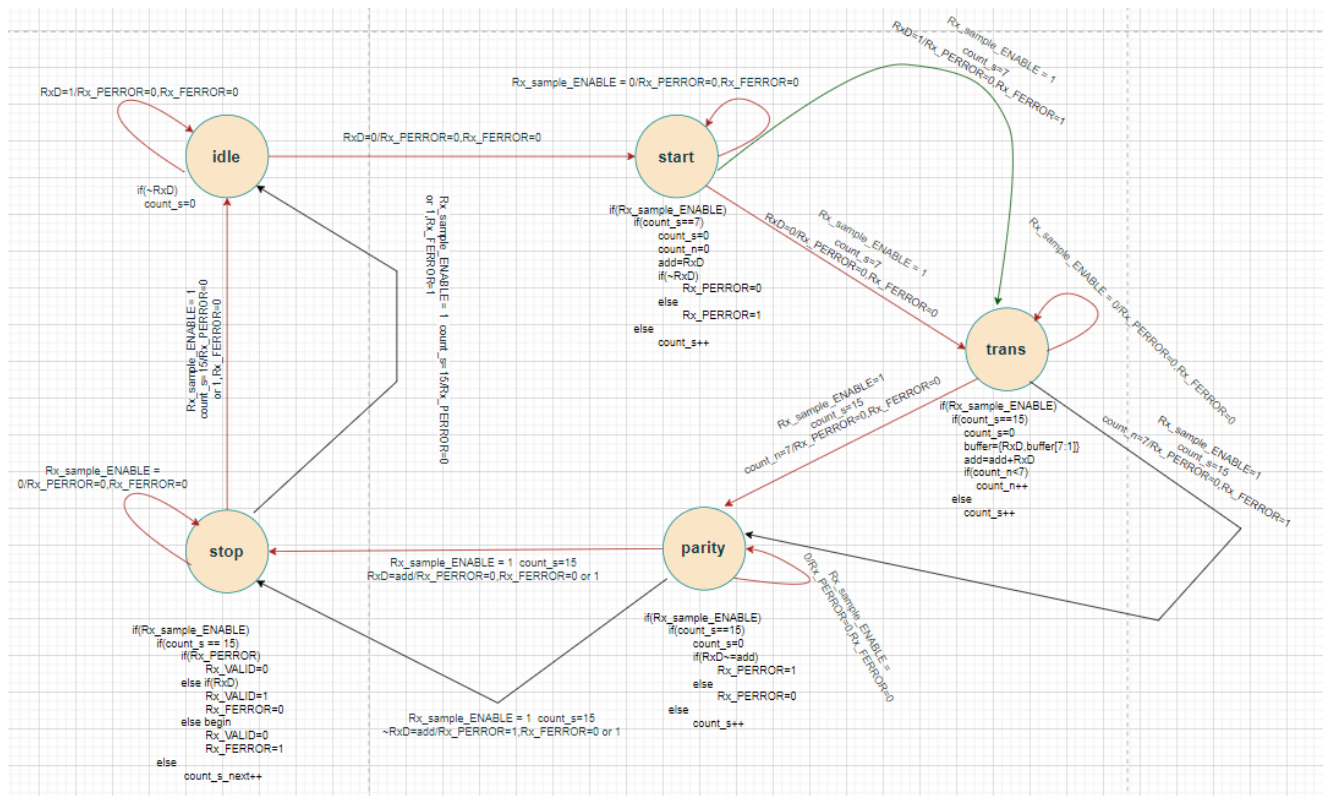 Rx_sample_ENABLE = 1
count_s=7
RxD=1/Rx_PERROR=0,Rx_FERROR=1
RxD=1/Rx_PERROR=0,Rx_FERROR=0
Rx_sample_ENABLE = 0/Rx_PERROR=0,Rx_FERROR=0
idle
RxD=0/Rx_PERROR=0,Rx_FERROR=0
start
if(~RxD)
count_s=0
if(Rx_sample_ENABLE)
if(count_s==7)
count_s=0
count_n=0
add=RxD
if(~RxD)
Rx_PERROR=0
else
Rx_PERROR=1
else
count_s++
Rx_sample_ENABLE = 1
count_s=7
RxD=0/Rx_PERROR=0,Rx_FERROR=0
Rx_sample_ENABLE = 0/Rx_PERROR=0,Rx_FERROR=0
Rx_sample_ENABLE = 1  count_s=15/Rx_PERROR=0
or 1,Rx_FERROR=1
Rx_sample_ENABLE = 1
count_s=15/Rx_PERROR=0
or 1,Rx_FERROR=0
trans
if(Rx_sample_ENABLE)
if(count_s==15)
count_s=0
buffer={RxD,buffer[7:1]}
add=add+RxD
if(count_n<7)
count_n++
else
count_s++
Rx_sample_ENABLE=1
count_s=15
count_n=7/Rx_PERROR=0,Rx_FERROR=0
Rx_sample_ENABLE=1
count_s=15
count_n=7/Rx_PERROR=0,Rx_FERROR=1
Rx_sample_ENABLE =
0/Rx_PERROR=0,Rx_FERROR=0
stop
parity
Rx_sample_ENABLE = 1  count_s=15
RxD=add/Rx_PERROR=0,Rx_FERROR=0 or 1
Rx_sample_ENABLE =
0/Rx_PERROR=0,Rx_FERROR=0
if(Rx_sample_ENABLE)
if(count_s == 15)
if(Rx_PERROR)
Rx_VALID=0
else if(RxD)
Rx_VALID=1
Rx_FERROR=0
else begin
Rx_VALID=0
Rx_FERROR=1
else
count_s_next++
if(Rx_sample_ENABLE)
if(count_s==15)
count_s=0
if(RxD~=add)
Rx_PERROR=1
else
Rx_PERROR=0
else
count_s++
Rx_sample_ENABLE = 1  count_s=15
~RxD=add/Rx_PERROR=1,Rx_FERROR=0 or 1